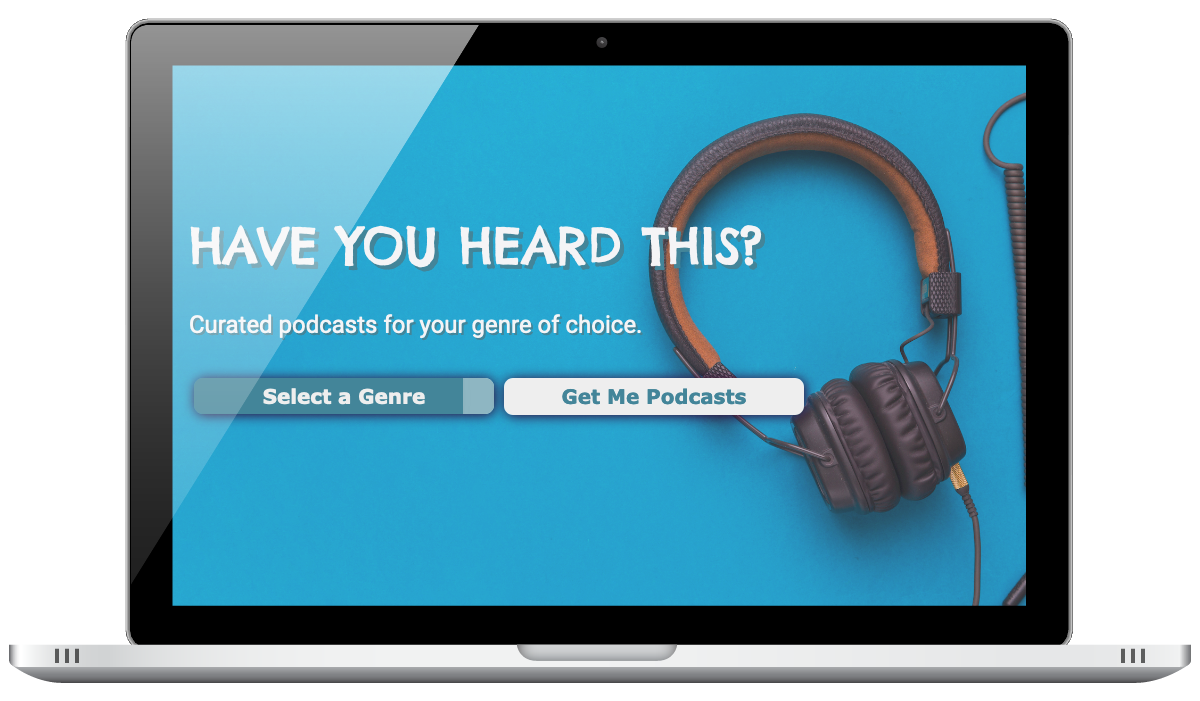 HAVE YOU HEARD THIS?
Curated podcasts for your genre of choice.
Select a Genre
Get Me Podcasts